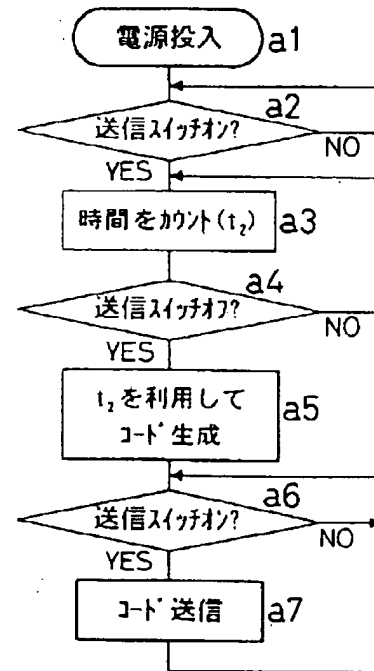 電源投入 a1
a2
送信スイッチオン?
NO
YES
時間をカウント(t₂) a3
a4
送信スイッチオフ?
NO
YES
t₂を利用して
コード生成 a5
a6
送信スイッチオン?
NO
YES
コード送信 a7